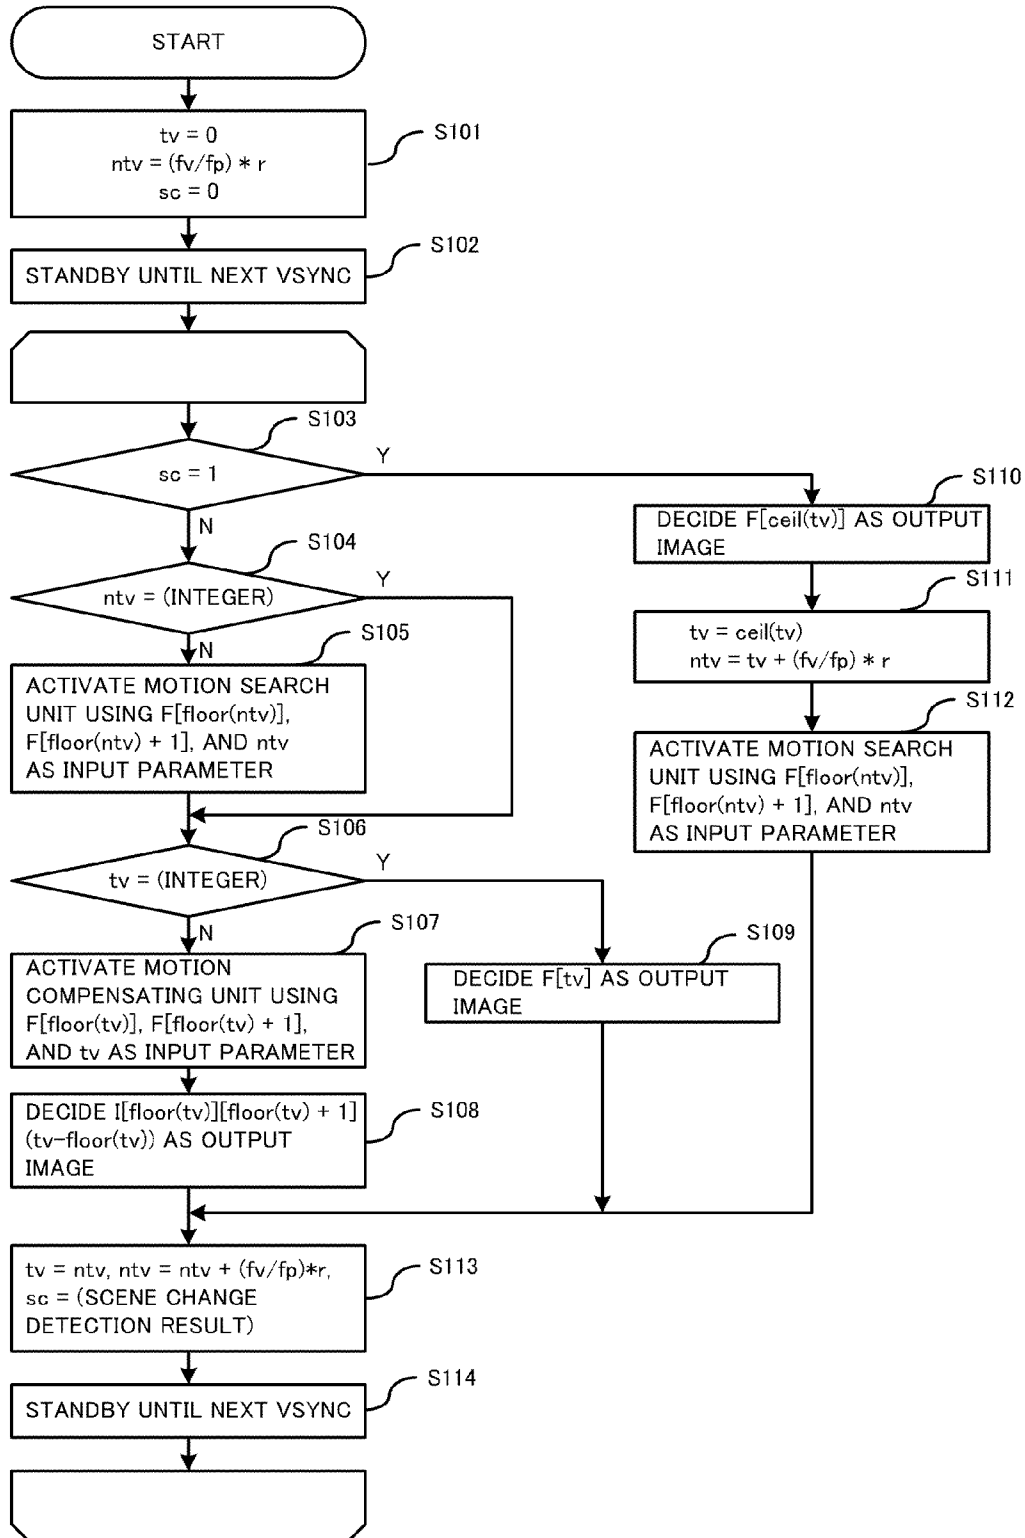 START
tv = 0
ntv = (fv/fp) * r
sc = 0
S101
S102
STANDBY UNTIL NEXT VSYNC
S103
sc = 1
Y
N
S104
ntv = (INTEGER)
Y
N
S105
ACTIVATE MOTION SEARCH
UNIT USING F[floor(ntv)],
F[floor(ntv) + 1], AND ntv
AS INPUT PARAMETER
S106
tv = (INTEGER)
Y
N
S107
ACTIVATE MOTION
COMPENSATING UNIT USING
F[floor(tv)], F[floor(tv) + 1],
AND tv AS INPUT PARAMETER
S108
DECIDE I[floor(tv)][floor(tv) + 1]
(tv-floor(tv)) AS OUTPUT
IMAGE
S109
DECIDE F[tv] AS OUTPUT
IMAGE
S110
DECIDE F[ceil(tv)] AS OUTPUT
IMAGE
S111
tv = ceil(tv)
ntv = tv + (fv/fp) * r
S112
ACTIVATE MOTION SEARCH
UNIT USING F[floor(ntv)],
F[floor(ntv) + 1], AND ntv
AS INPUT PARAMETER
S113
tv = ntv, ntv = ntv + (fv/fp)*r,
sc = (SCENE CHANGE
DETECTION RESULT)
S114
STANDBY UNTIL NEXT VSYNC